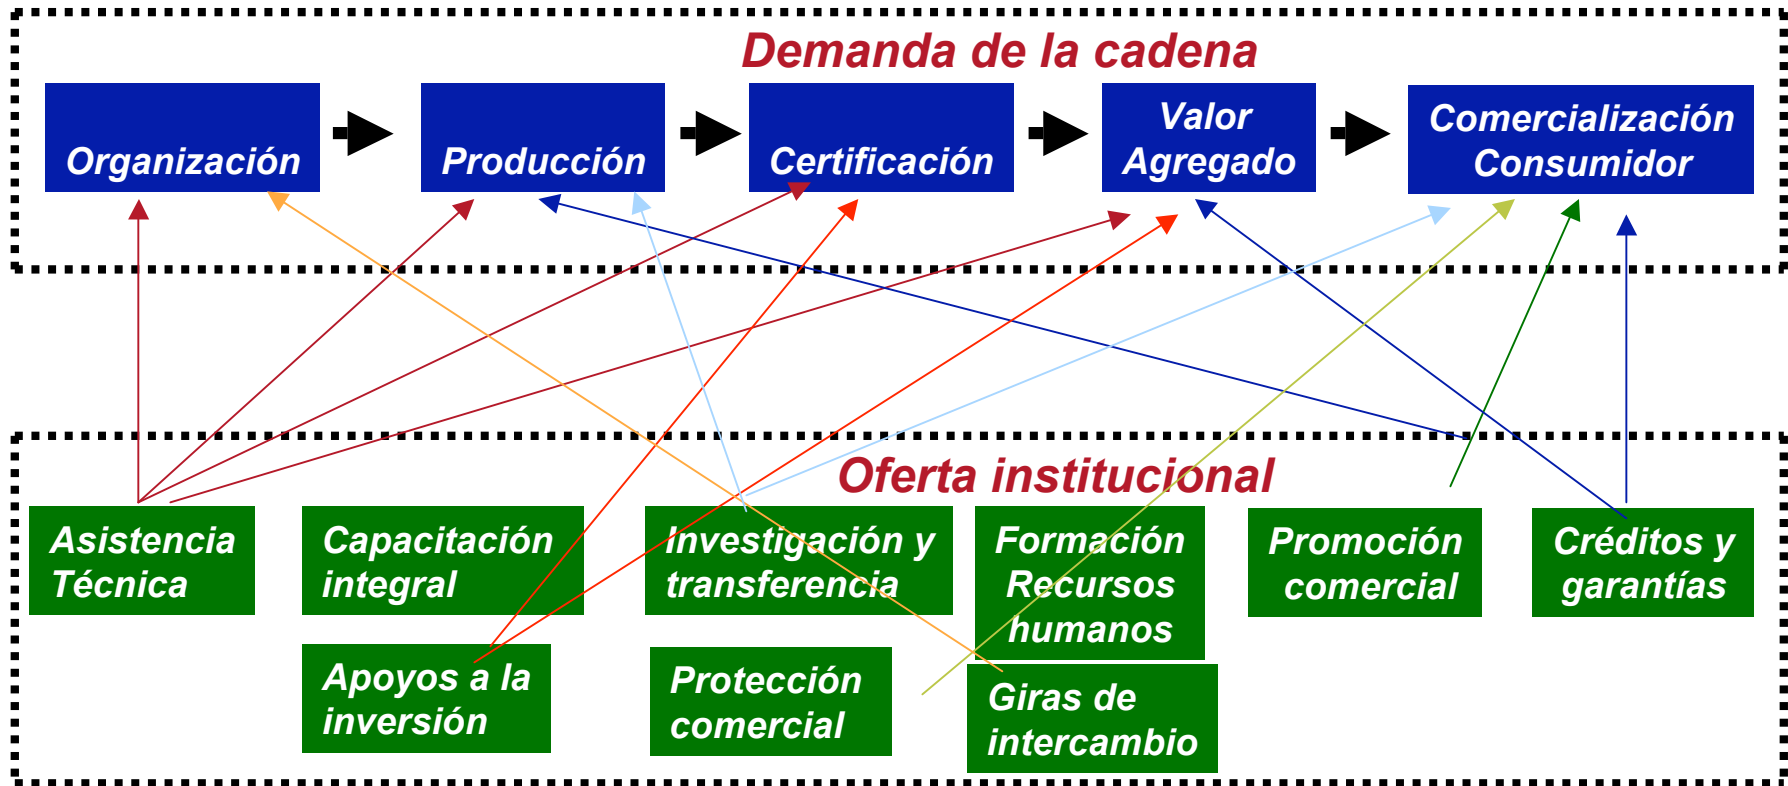 Demanda de la cadena
Organización
Producción
Certificación
Valor
Agregado
Comercialización
Consumidor
Oferta institucional
Asistencia
Técnica
Capacitación
integral
Investigación y
transferencia
Formación
Recursos
humanos
Promoción
comercial
Créditos y
garantías
Apoyos a la
inversión
Protección
comercial
Giras de
intercambio